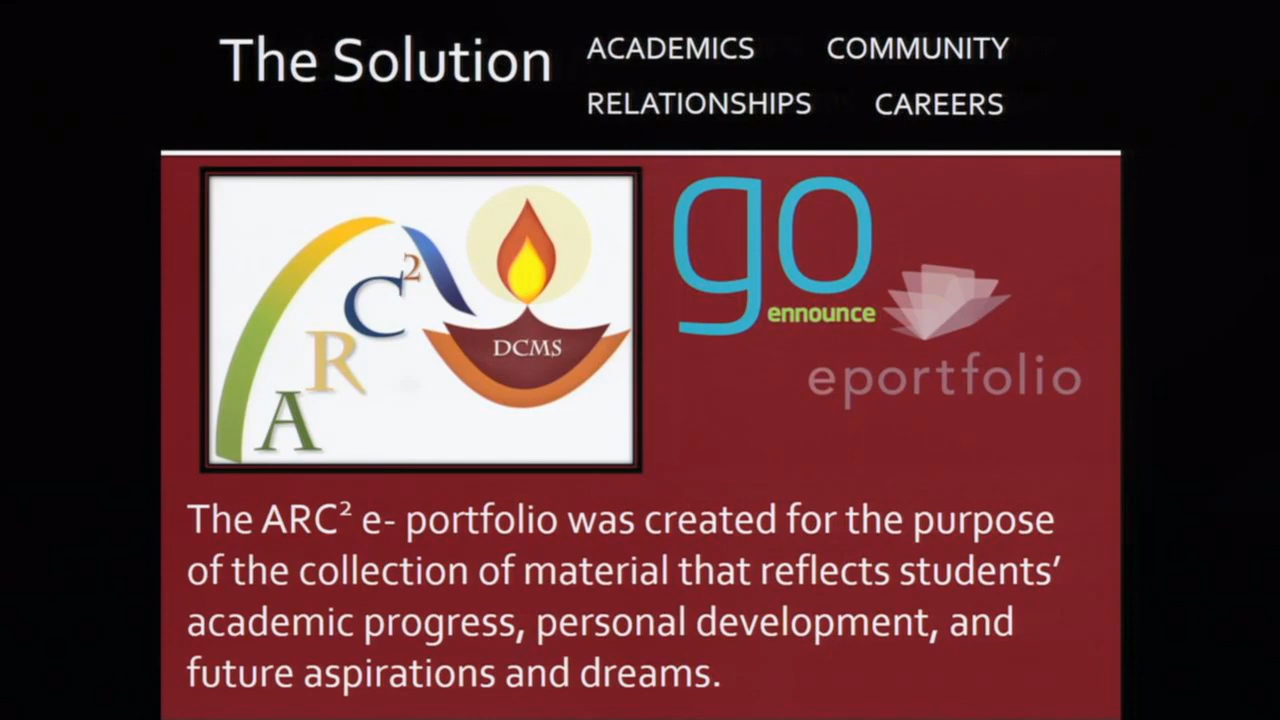 The Solution
ACADEMICS COMMUNITY
RELATIONSHIPS CAREERS
ARC²
DCMS
go
ennounce
eportfolio
The ARC² e- portfolio was created for the purpose
of the collection of material that reflects students’
academic progress, personal development, and
future aspirations and dreams.